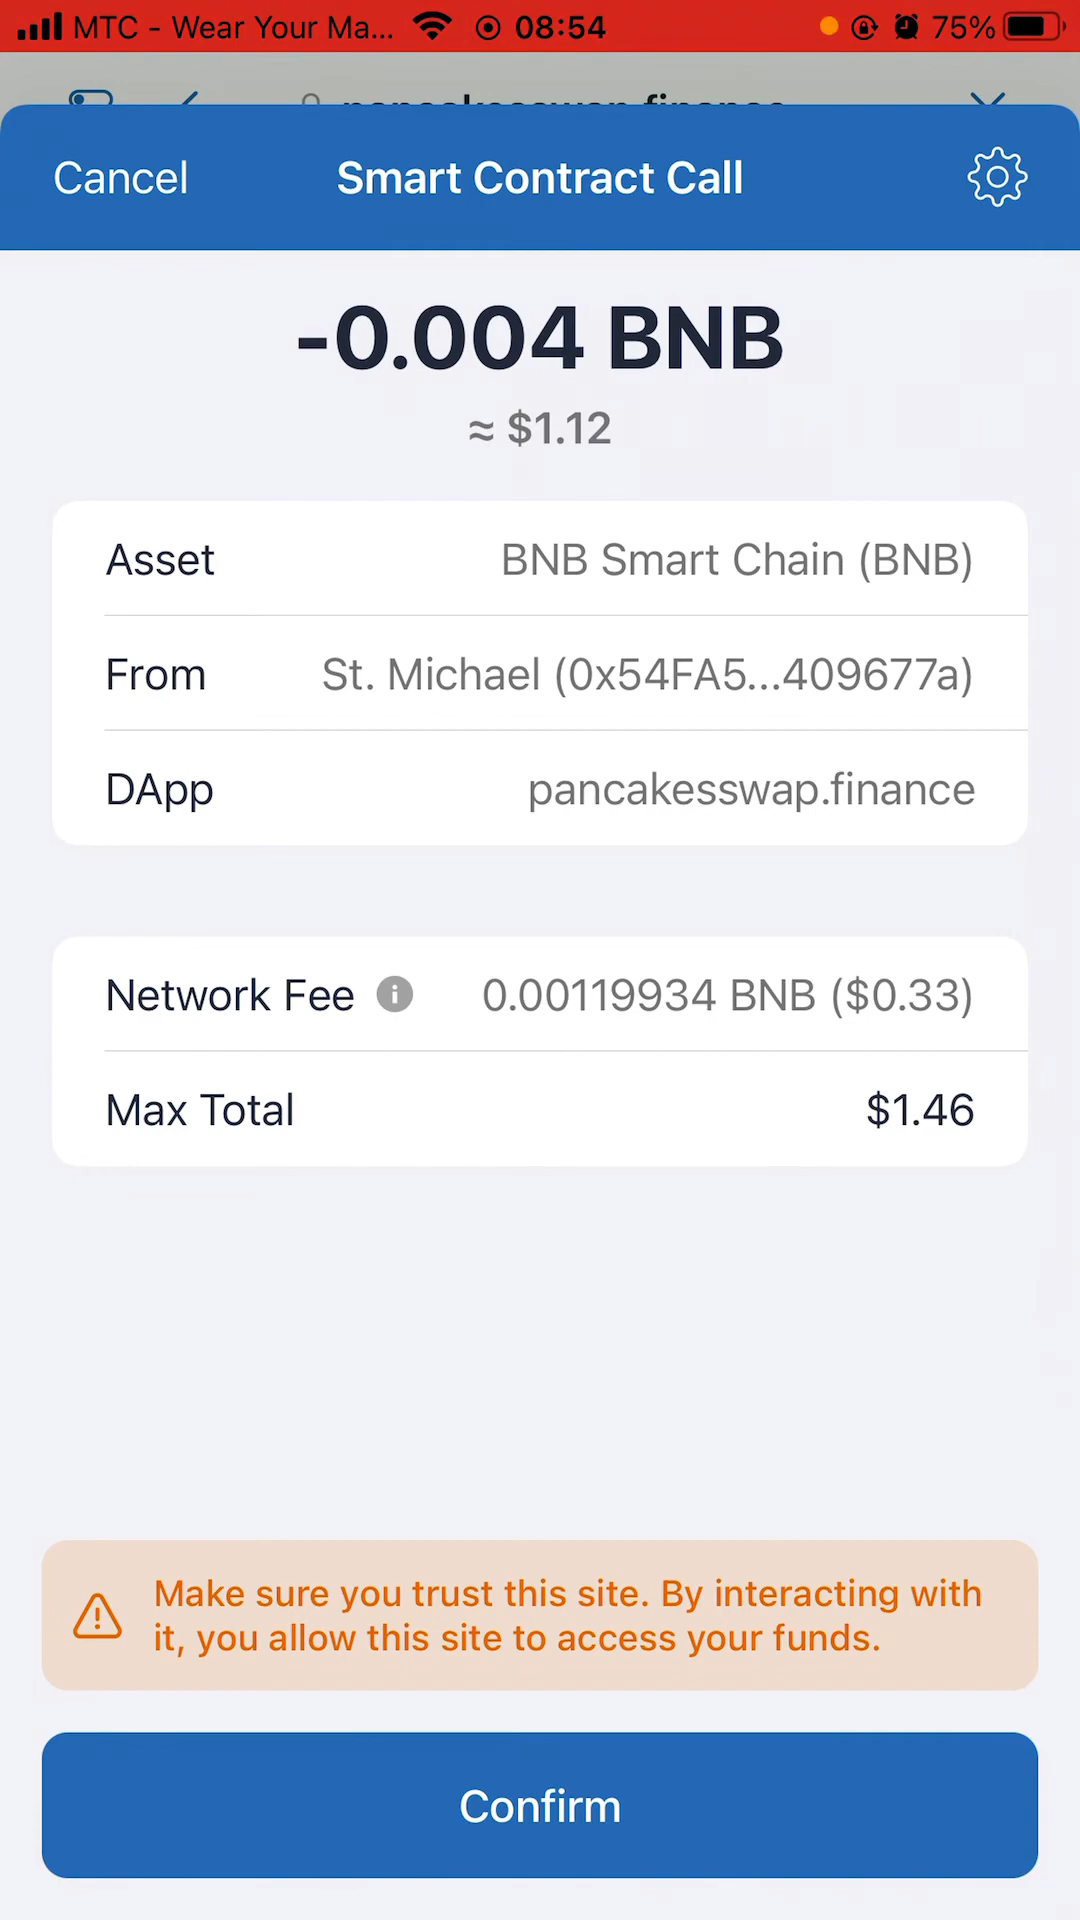 MTC - Wear Your Ma... 08:54 75%
pancakesswap.finance
Cancel Smart Contract Call
-0.004 BNB
≈ $1.12
Asset BNB Smart Chain (BNB)
From St. Michael (0x54FA5...409677a)
DApp pancakesswap.finance
Network Fee i 0.00119934 BNB ($0.33)
Max Total $1.46
Make sure you trust this site. By interacting with
it, you allow this site to access your funds.
Confirm